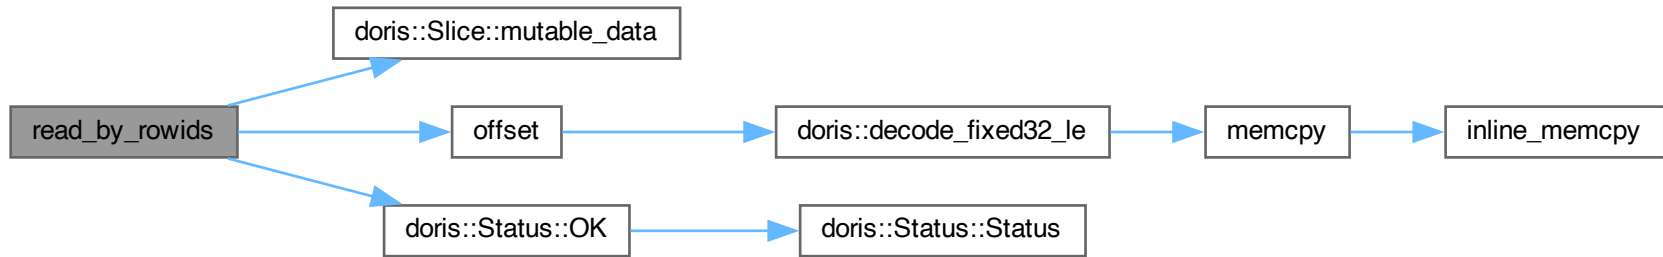 doris::Slice::mutable_data
read_by_rowids
offset
doris::decode_fixed32_le
memcpy
inline_memcpy
doris::Status::OK
doris::Status::Status